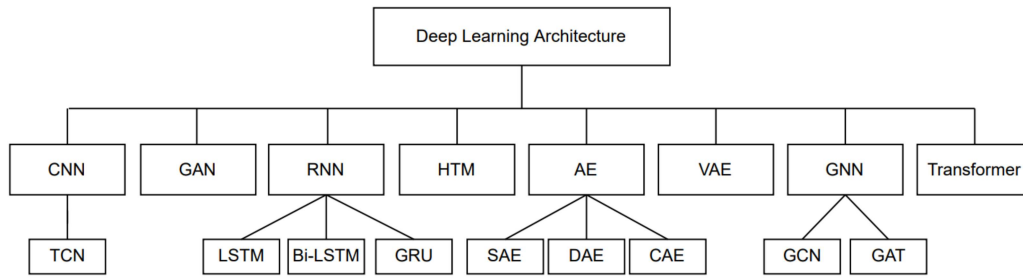 Deep Learning Architecture
CNN
GAN
RNN
HTM
AE
VAE
GNN
Transformer
TCN
LSTM
Bi-LSTM
GRU
SAE
DAE
CAE
GCN
GAT